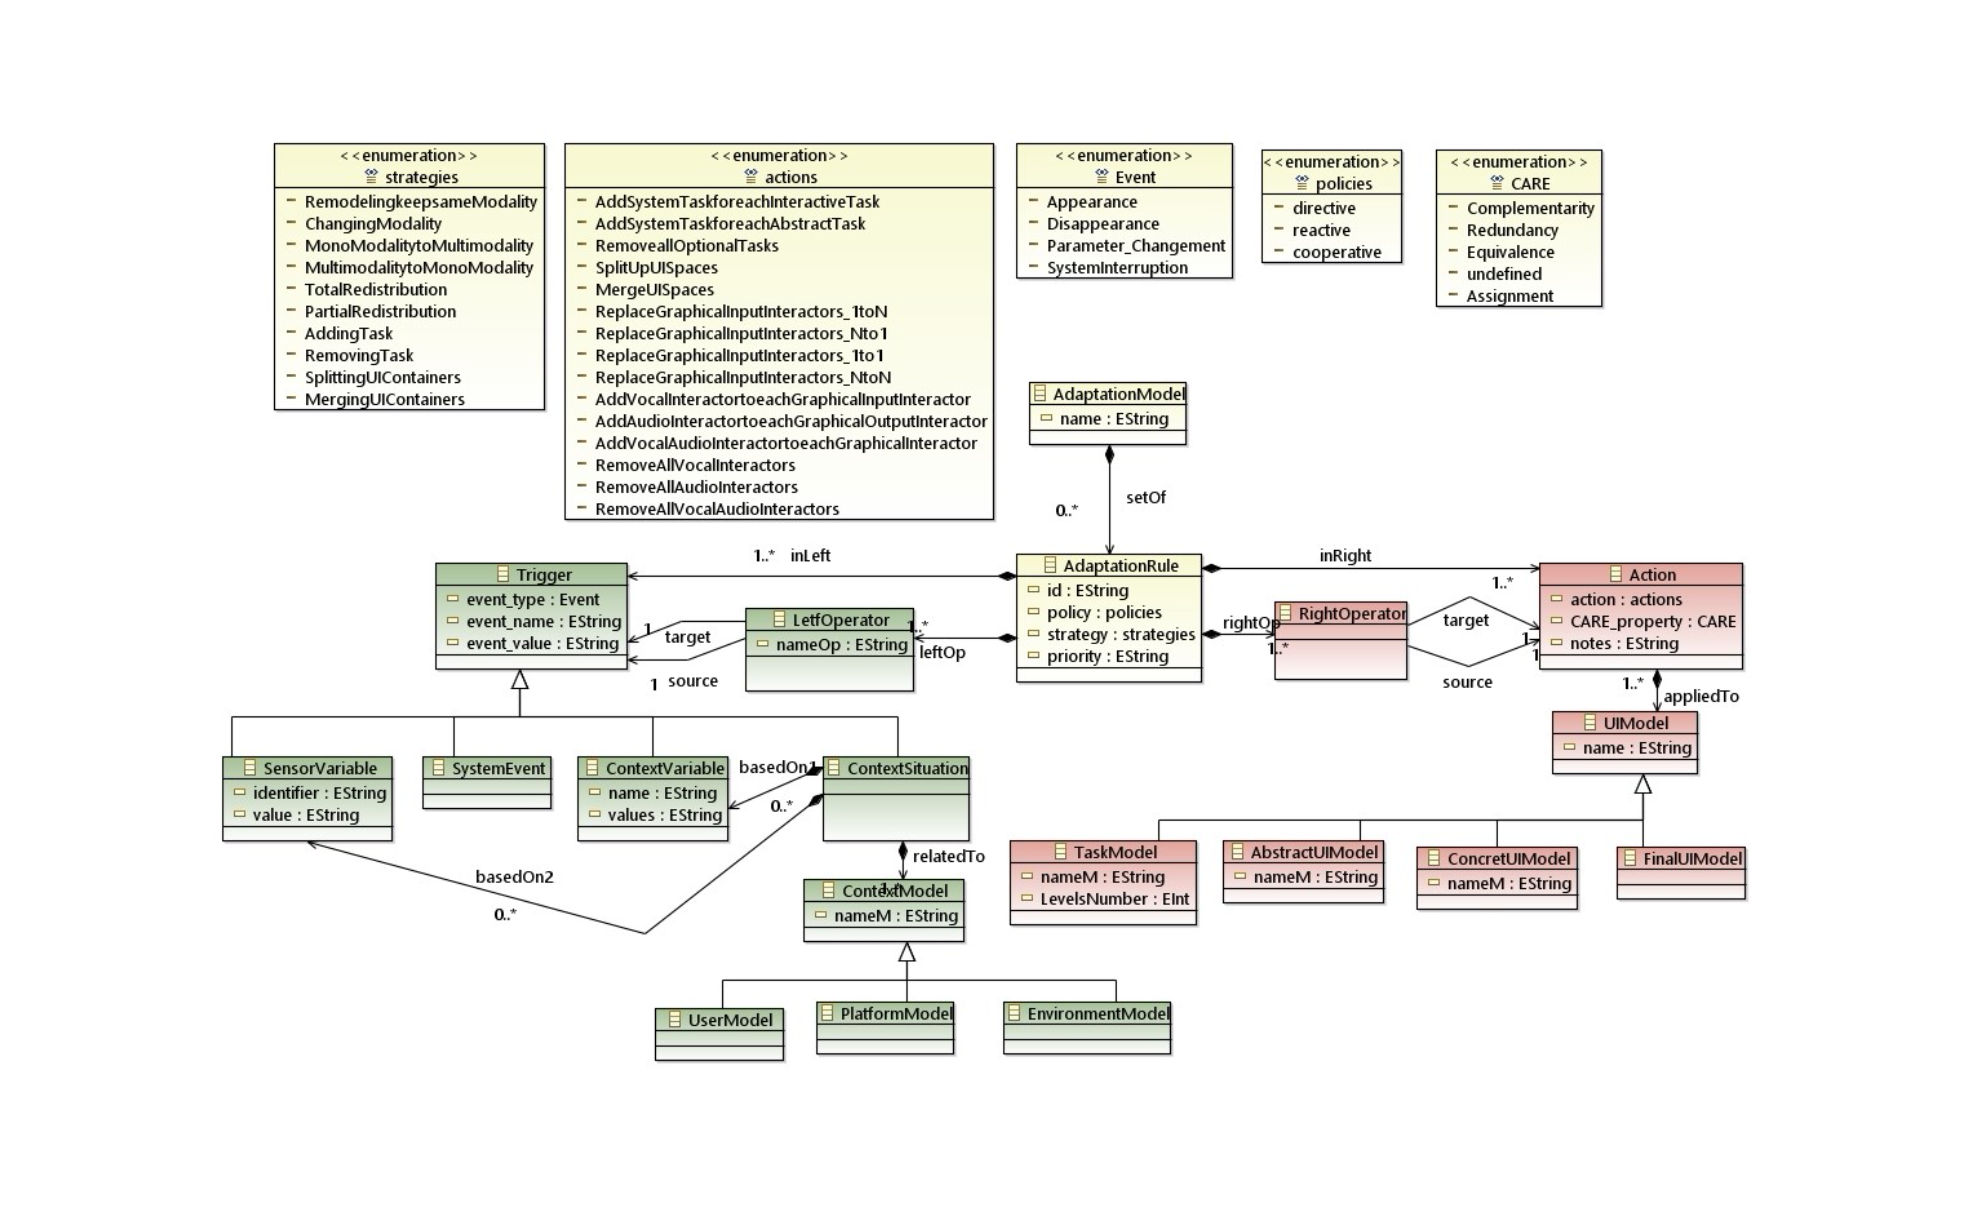 <<enumeration>>
strategies
RemodelingkeepsameModality
ChangingModality
MonoModalitytoMultimodality
MultimodalitytoMonoModality
TotalRedistribution
PartialRedistribution
AddingTask
RemovingTask
SplittingUIContainers
MergingUIContainers
<<enumeration>>
actions
AddSystemTaskforeachInteractiveTask
AddSystemTaskforeachAbstractTask
RemoveallOptionalTasks
SplitUpUISpaces
MergeUISpaces
ReplaceGraphicalInputInteractors_1toN
ReplaceGraphicalInputInteractors_Nto1
ReplaceGraphicalInputInteractors_1to1
ReplaceGraphicalInputInteractors_NtoN
AddVocalInteractortoeachGraphicalInputInteractor
AddAudioInteractortoeachGraphicalOutputInteractor
AddVocalAudioInteractortoeachGraphicalInteractor
RemoveAllVocalInteractors
RemoveAllAudioInteractors
RemoveAllVocalAudioInteractors
<<enumeration>>
Event
Appearance
Disappearance
Parameter_Changement
SystemInterruption
<<enumeration>>
policies
directive
reactive
cooperative
<<enumeration>>
CARE
Complementarity
Redundancy
Equivalence
undefined
Assignment
AdaptationModel
name : EString
setOf
0..*
1..* inLeft
inRight
1..*
Trigger
event_type : Event
event_name : EString
event_value : EString
1
target
1 source
LetfOperator
nameOp : EString
1..*
leftOp
AdaptationRule
id : EString
policy : policies
strategy : strategies
priority : EString
rightOp
1..*
RightOperator
target
1
1
source
Action
action : actions
CARE_property : CARE
notes : EString
1..*
appliedTo
UIModel
name : EString
SensorVariable
identifier : EString
value : EString
SystemEvent
ContextVariable
name : EString
values : EString
basedOn1
0..*
ContextSituation
basedOn2
0..*
relatedTo
1..*
ContextModel
nameM : EString
TaskModel
nameM : EString
LevelsNumber : EInt
AbstractUIModel
nameM : EString
ConcretUIModel
nameM : EString
FinalUIModel
UserModel
PlatformModel
EnvironmentModel